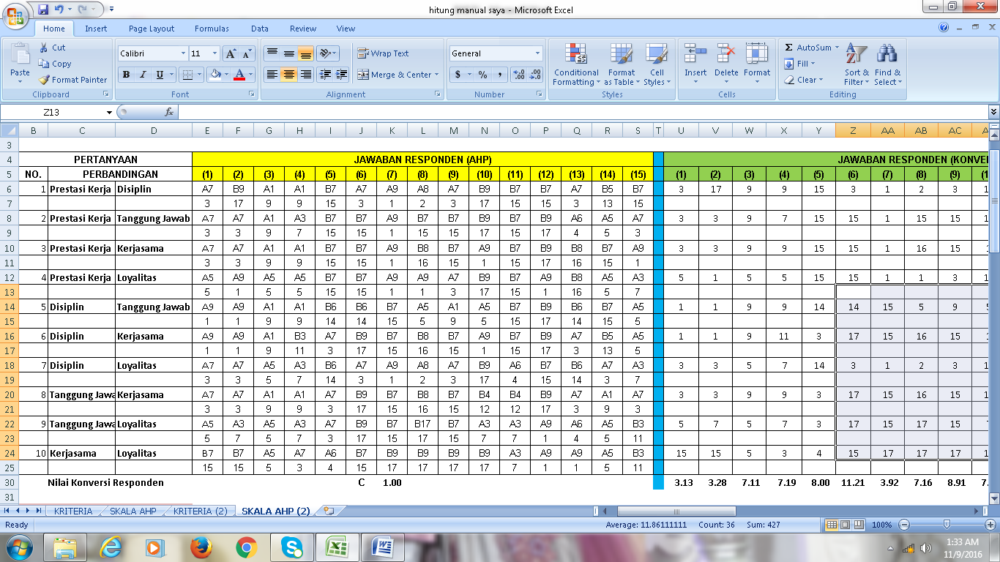 hitung manual saya - Microsoft Excel
Home Insert Page Layout Formulas Data Review View
Paste Cut Copy Format Painter
Calibri 11 A A B I U A
Wrap Text Merge & Center
General $ % ,
Conditional Formatting Format as Table Cell Styles
Insert Delete Format
Σ AutoSum Fill Clear Sort & Filter Find & Select
Clipboard Font Alignment Number Styles Cells Editing
Z13 fx
B C D E F G H I J K L M N O P Q R S T U V W X Y Z AA AB AC
3
4 PERTANYAAN JAWABAN RESPONDEN (AHP) JAWABAN RESPONDEN (KONVE
5 NO. PERBANDINGAN (1) (2) (3) (4) (5) (6) (7) (8) (9) (10) (11) (12) (13) (14) (15) (1) (2) (3) (4) (5) (6) (7) (8) (9) (1
6 1 Prestasi Kerja Disiplin A7 B9 A1 A1 B7 A7 A9 A8 A7 B9 B7 B7 A7 B5 B7 3 17 9 9 15 3 1 2 3 1
7 3 17 9 9 15 3 1 2 3 17 15 15 3 13 15
8 2 Prestasi Kerja Tanggung Jawab A7 A7 A1 A3 B7 B7 A9 B7 B7 B9 B7 B9 A6 A5 A7 3 3 9 7 15 15 1 15 15 1
9 3 3 9 7 15 15 1 15 15 17 15 17 4 5 3
10 3 Prestasi Kerja Kerjasama A7 A7 A1 A1 B7 B7 A9 B8 B7 A9 B7 B9 B8 B7 A9 3 3 9 9 15 15 1 16 15 1
11 3 3 9 9 15 15 1 16 15 1 15 17 16 15 1
12 4 Prestasi Kerja Loyalitas A5 A9 A5 A5 B7 B7 A9 A9 A7 B9 B7 A9 B8 A5 A3 5 1 5 5 15 15 1 1 3 1
13 5 1 5 5 15 15 1 1 3 17 15 1 16 5 7
14 5 Disiplin Tanggung Jawab A9 A9 A1 A1 B6 B6 B7 A5 A1 A5 B7 B9 B6 B7 A5 1 1 9 9 14 14 15 5 9 5
15 1 1 9 9 14 14 15 5 9 5 15 17 14 15 5
16 6 Disiplin Kerjasama A9 A9 A1 B3 A7 B9 B7 B8 B7 A9 B7 B9 A7 B5 A5 1 1 9 11 3 17 15 16 15 1
17 1 1 9 11 3 17 15 16 15 1 15 17 3 13 5
18 7 Disiplin Loyalitas A7 A7 A5 A3 B6 A7 A9 A8 A7 B9 A6 B7 B6 A7 A3 3 3 5 7 14 3 1 2 3 1
19 3 3 5 7 14 3 1 2 3 17 4 15 14 3 7
20 8 Tanggung Jawa Kerjasama A7 A7 A1 A1 A7 B9 B7 B8 B7 B4 B4 B9 A7 A1 A7 3 3 9 9 3 17 15 16 15 1
21 3 3 9 9 3 17 15 16 15 12 12 17 3 9 3
22 9 Tanggung Jawa Loyalitas A5 A3 A5 A3 A7 B9 B7 B17 B7 A3 A3 A9 A6 A5 B3 5 7 5 7 3 17 15 17 15 7
23 5 7 5 7 3 17 15 17 15 7 7 1 4 5 11
24 10 Kerjasama Loyalitas B7 B7 A5 A7 A6 B7 B9 B9 B9 B9 A3 A9 A9 A5 B3 15 15 5 3 4 15 17 17 17 1
25 15 15 5 3 4 15 17 17 17 17 7 1 1 5 11
30 Nilai Konversi Responden C 1.00 3.13 3.28 7.11 7.19 8.00 11.21 3.92 7.16 8.91 7.
31
KRITERIA SKALA AHP KRITERIA (2) SKALA AHP (2)
Ready Average: 11.86111111 Count: 36 Sum: 427 100%
1:33 AM
11/9/2016